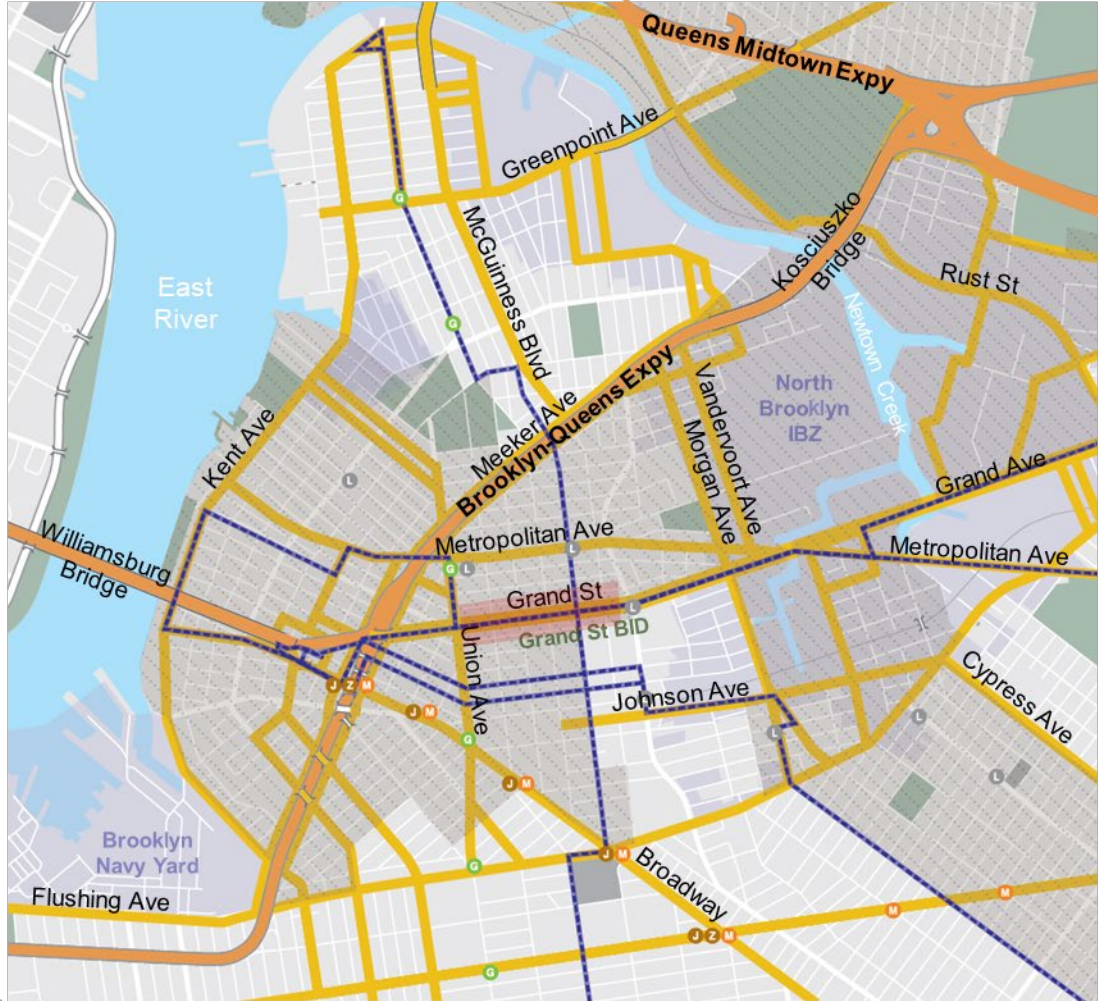 Queens Midtown Expy
Greenpoint Ave
G
McGuinness Blvd
Kosciuszko
Bridge
Rust St
East
River
G
Newtown Creek
Vandervoort Ave
North
Brooklyn
IBZ
Morgan Ave
Meeker Ave
Brooklyn-Queens Expy
Kent Ave
L
Grand Ave
Williamsburg
Bridge
Metropolitan Ave
L
Metropolitan Ave
G L
Grand St
L
Grand St BID
Union Ave
J Z M
Johnson Ave
Cypress Ave
J M
L
L
G
L
J M
Brooklyn
Navy Yard
J M
G
Broadway
Flushing Ave
M
M
J Z M
G